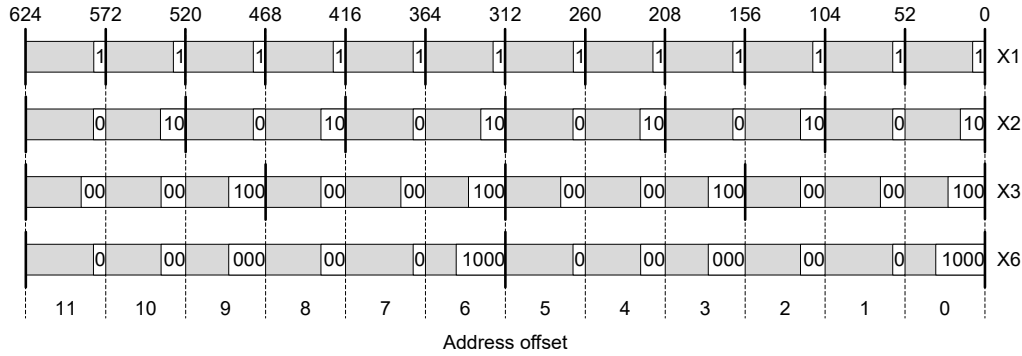 624 572 520 468 416 364 312 260 208 156 104 52 0
1 1 1 1 1 1 1 1 1 1 1 1 X1
0 10 0 10 0 10 0 10 0 10 0 10 X2
00 00 100 00 00 100 00 00 100 00 00 100 X3
0 00 000 00 0 1000 0 00 000 00 0 1000 X6
11 10 9 8 7 6 5 4 3 2 1 0
Address offset